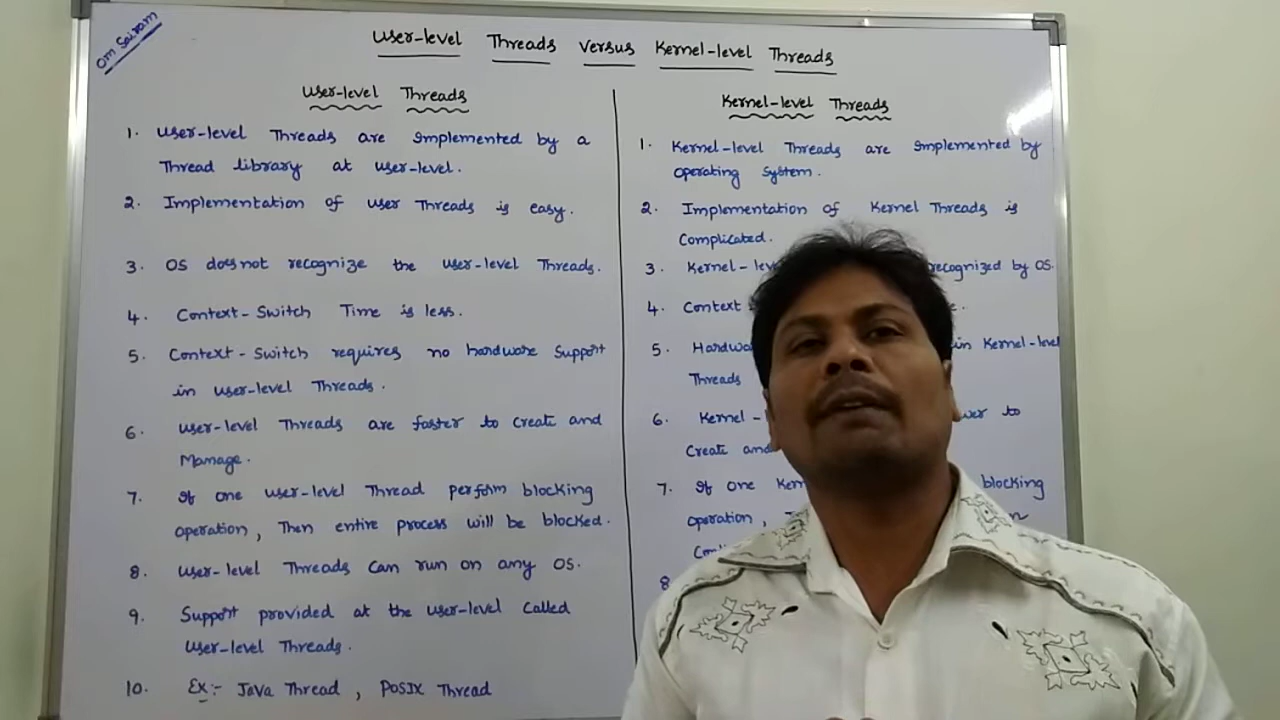 Om Sairam
User-level Threads versus Kernel-level Threads
User-level Threads
1. User-level Threads are Implemented by a
Thread library at user-level.
2. Implementation of user Threads is easy.
3. OS does not recognize the user-level Threads.
4. Context-Switch Time is less.
5. Context-Switch requires no hardware support
in user-level Threads.
6. User-level Threads are faster to create and
Manage.
7. If one user-level Thread perform blocking
operation, Then entire process will be blocked.
8. User-level Threads can run on any OS.
9. Support provided at the user-level called
User-level Threads.
10. Ex:- Java Thread, POSIX Thread
Kernel-level Threads
1. Kernel-level Threads are Implemented by
operating system.
2. Implementation of Kernel Threads is
Complicated.
3. Kernel- recognized by OS.
4. Context
5. in Kernel-level
Threads
6. Kernel- to
Create and
7. If one blocking
operation,
8